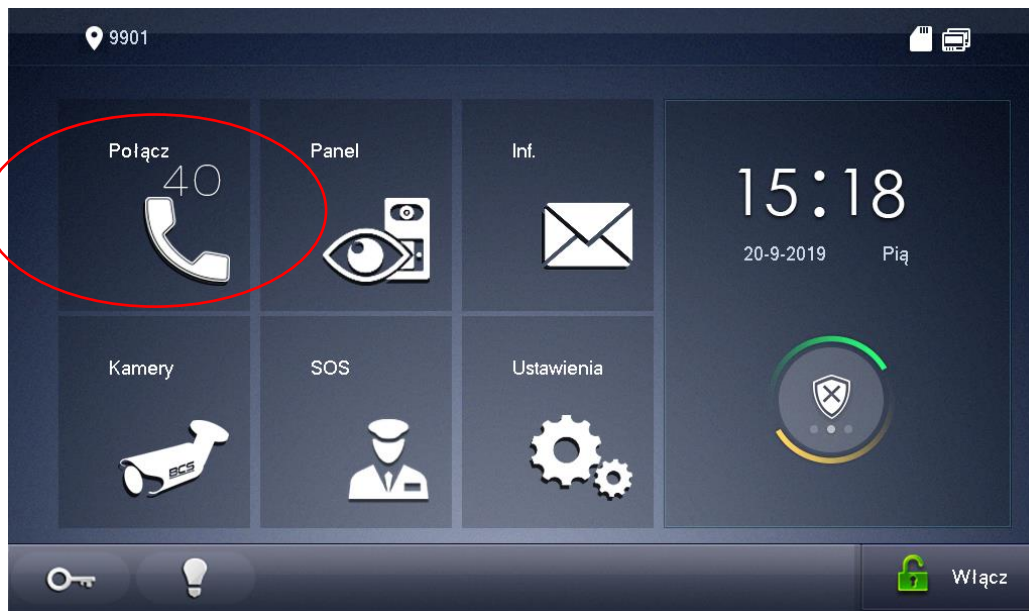 9901
Połącz
40
Panel
Inf.
15:18
20-9-2019 Pią
Kamery
BCS
SOS
Ustawienia
Włącz